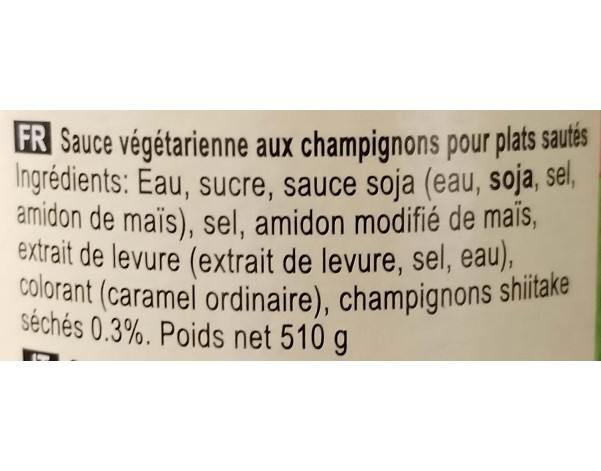 FR Sauce végétarienne aux champignons pour plats sautés
Ingrédients: Eau, sucre, sauce soja (eau, soja, sel,
amidon de maïs), sel, amidon modifié de maïs,
extrait de levure (extrait de levure, sel, eau),
colorant (caramel ordinaire), champignons shiitake
séchés 0.3%. Poids net 510 g